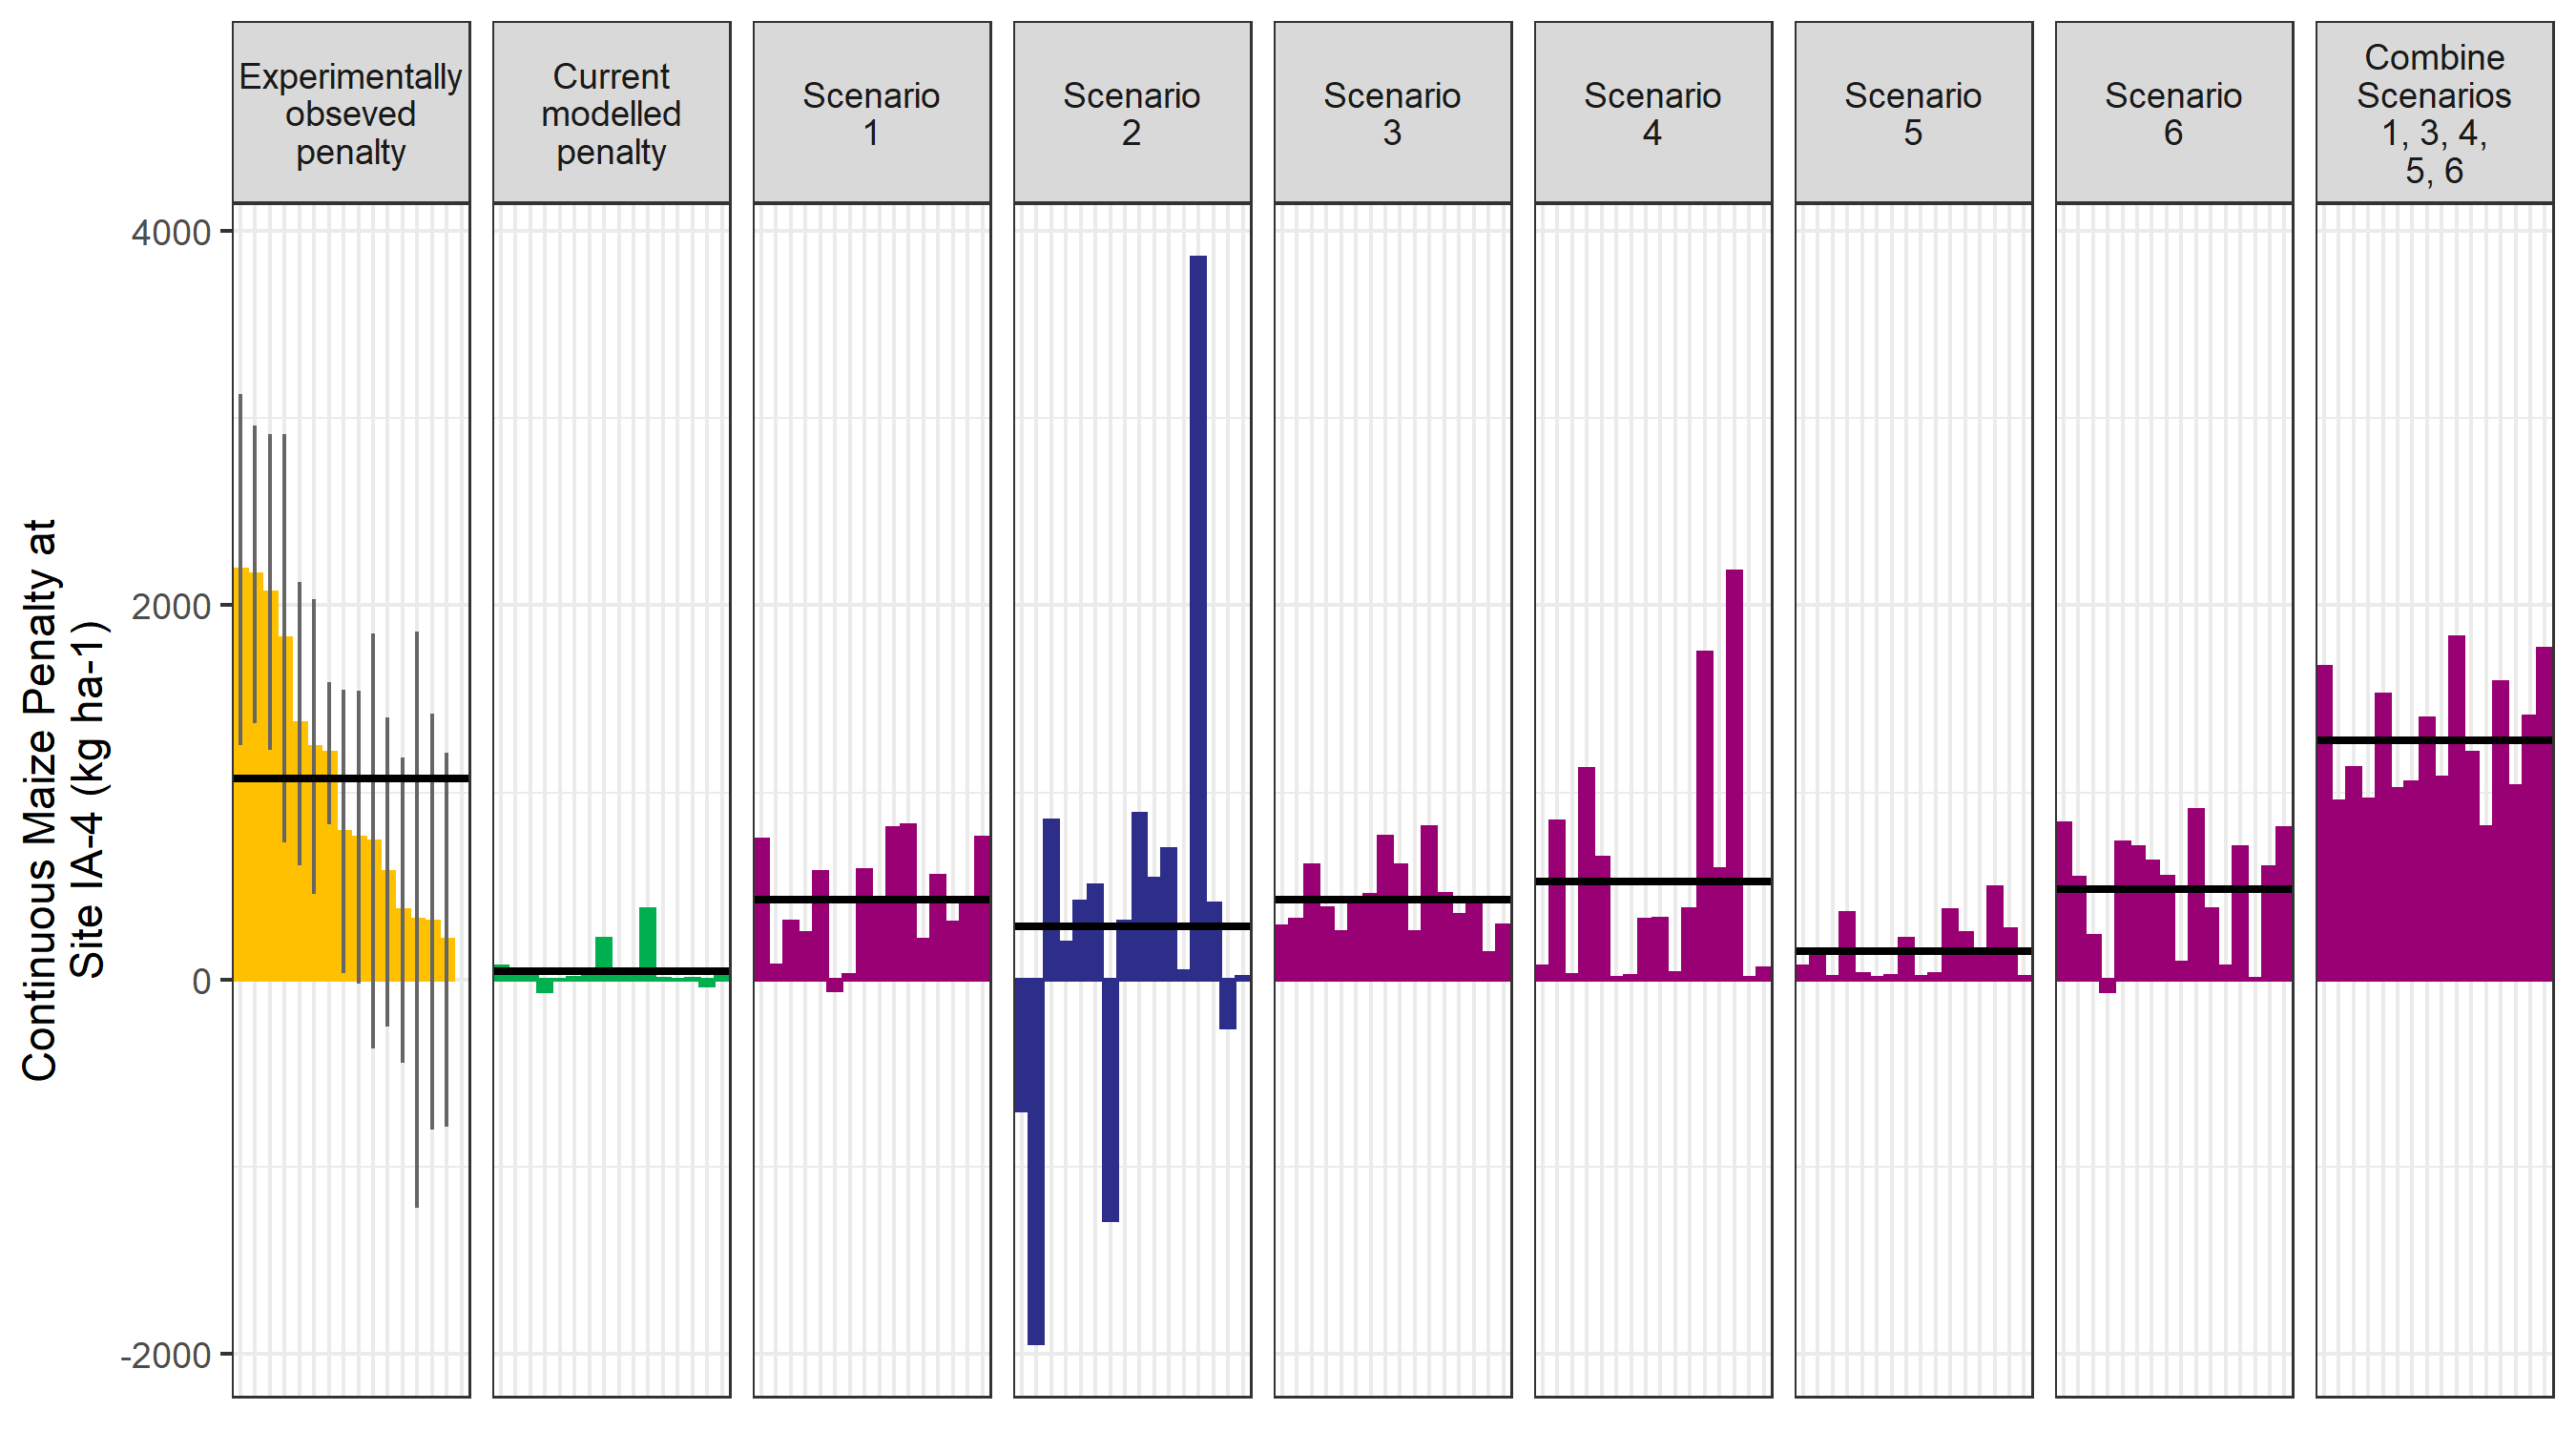 Experimentally
obseved
penalty
Current
modelled
penalty
Scenario
1
Scenario
2
Scenario
3
Scenario
4
Scenario
5
Scenario
6
Combine
Scenarios
1, 3, 4,
5, 6
Continuous Maize Penalty at
Site IA-4 (kg ha-1)
4000
2000
0
-2000